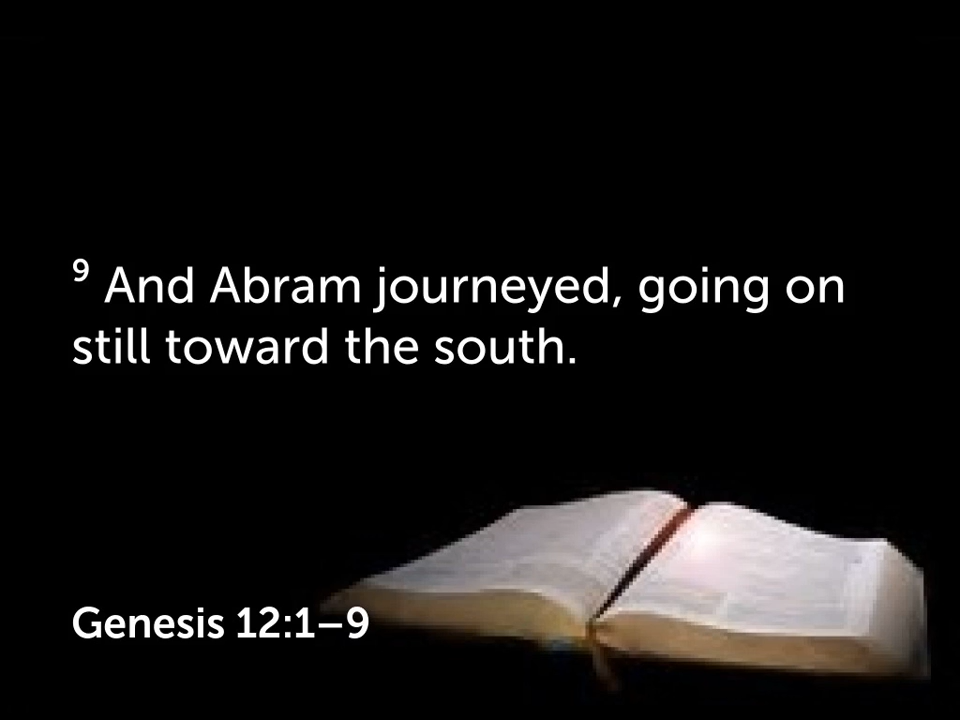 ⁹ And Abram journeyed, going on
still toward the south.
Genesis 12:1–9